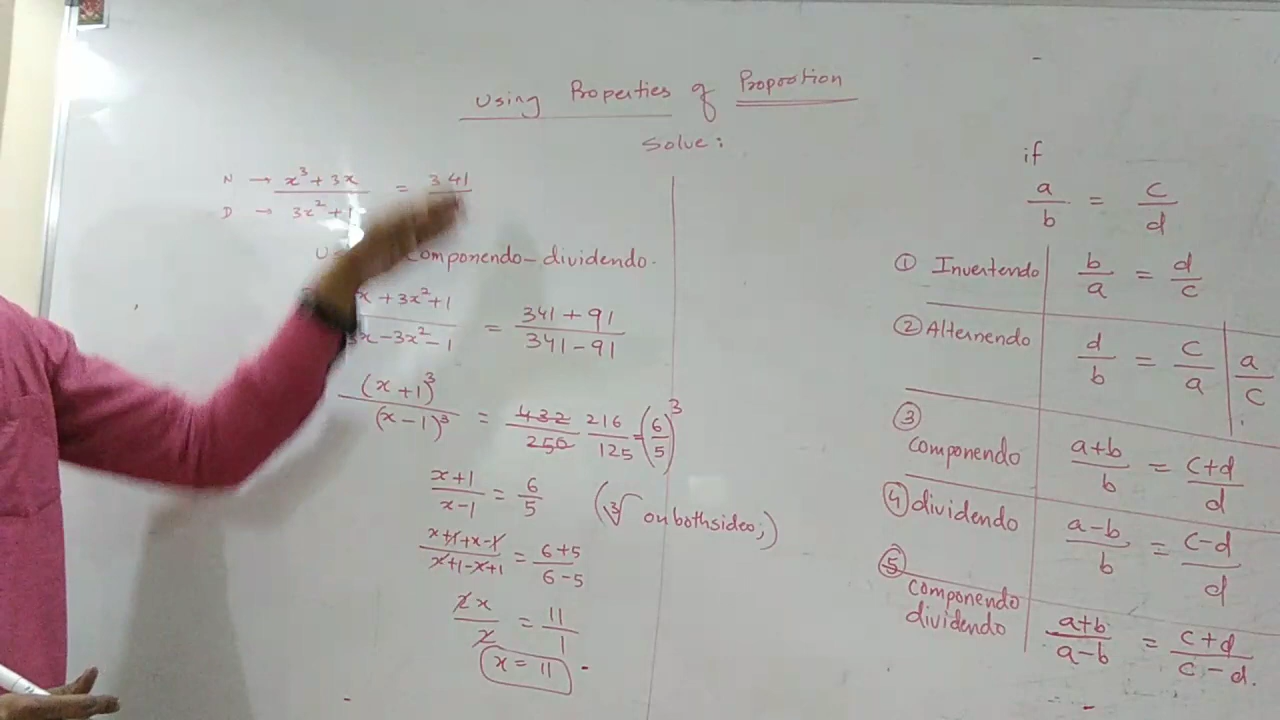 Using Properties of Proportion
Solve:
N → x³ + 3x / 3x² + 1 = 341
D →
Componendo-dividendo.
x + 3x² + 1 / 3x - 3x² - 1 = 341 + 91 / 341 - 91
(x + 1)³ / (x - 1)³ = 432 / 250 216 / 125 = (6/5)³
x + 1 / x - 1 = 6 / 5 (∛ on both sides;)
x + 1 + x - 1 / x + 1 - x + 1 = 6 + 5 / 6 - 5
2x / 2 = 11 / 1
x = 11
if
a / b = c / d
① Invertendo b / a = d / c
② Alternendo d / b = c / a | a / c
③ componendo a+b / b = c+d / d
④ dividendo a-b / b = c-d / d
⑤ componendo
dividendo a+b / a-b = c+d / c-d.